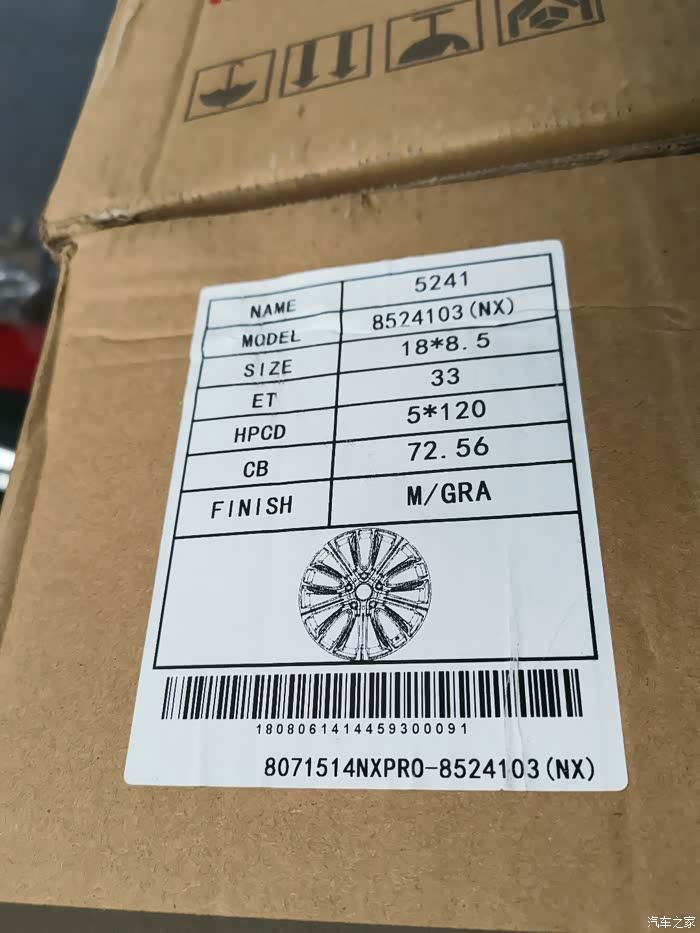 NAME 5241
MODEL 8524103(NX)
SIZE 18*8.5
ET 33
HPCD 5*120
CB 72.56
FINISH M/GRA
1808061414459300091
8071514NXPRO-8524103(NX)
汽车之家